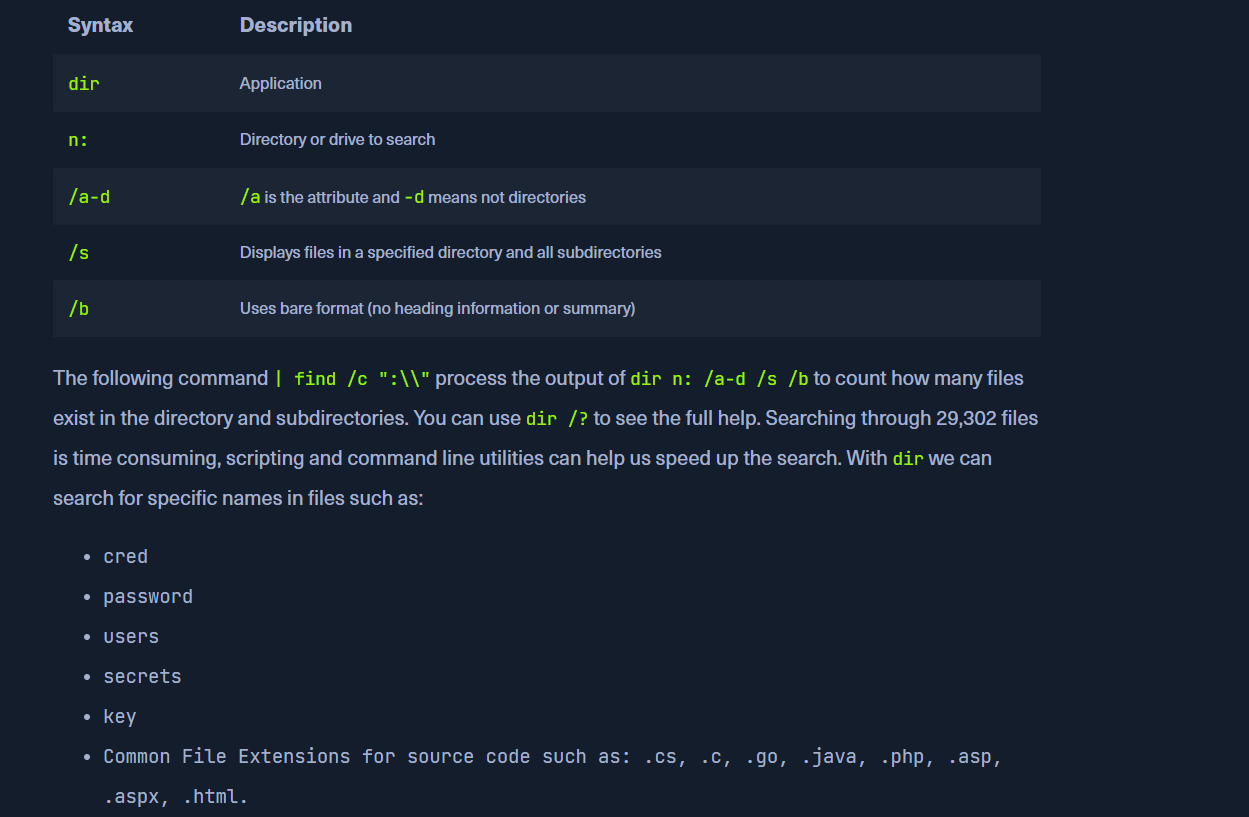 Syntax Description
dir Application
n: Directory or drive to search
/a-d /a is the attribute and -d means not directories
/s Displays files in a specified directory and all subdirectories
/b Uses bare format (no heading information or summary)
The following command | find /c ":\\" process the output of dir n: /a-d /s /b to count how many files
exist in the directory and subdirectories. You can use dir /? to see the full help. Searching through 29,302 files
is time consuming, scripting and command line utilities can help us speed up the search. With dir we can
search for specific names in files such as:
• cred
• password
• users
• secrets
• key
• Common File Extensions for source code such as: .cs, .c, .go, .java, .php, .asp,
.aspx, .html.